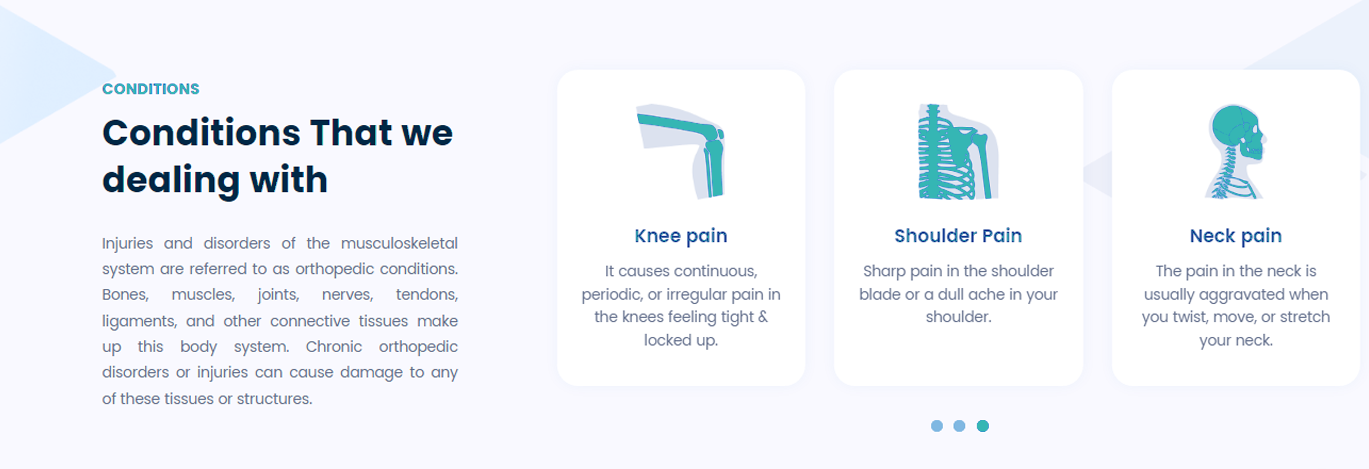 CONDITIONS
Conditions That we
dealing with
Injuries and disorders of the musculoskeletal
system are referred to as orthopedic conditions.
Bones, muscles, joints, nerves, tendons,
ligaments, and other connective tissues make
up this body system. Chronic orthopedic
disorders or injuries can cause damage to any
of these tissues or structures.
Knee pain
It causes continuous,
periodic, or irregular pain in
the knees feeling tight &
locked up.
Shoulder Pain
Sharp pain in the shoulder
blade or a dull ache in your
shoulder.
Neck pain
The pain in the neck is
usually aggravated when
you twist, move, or stretch
your neck.